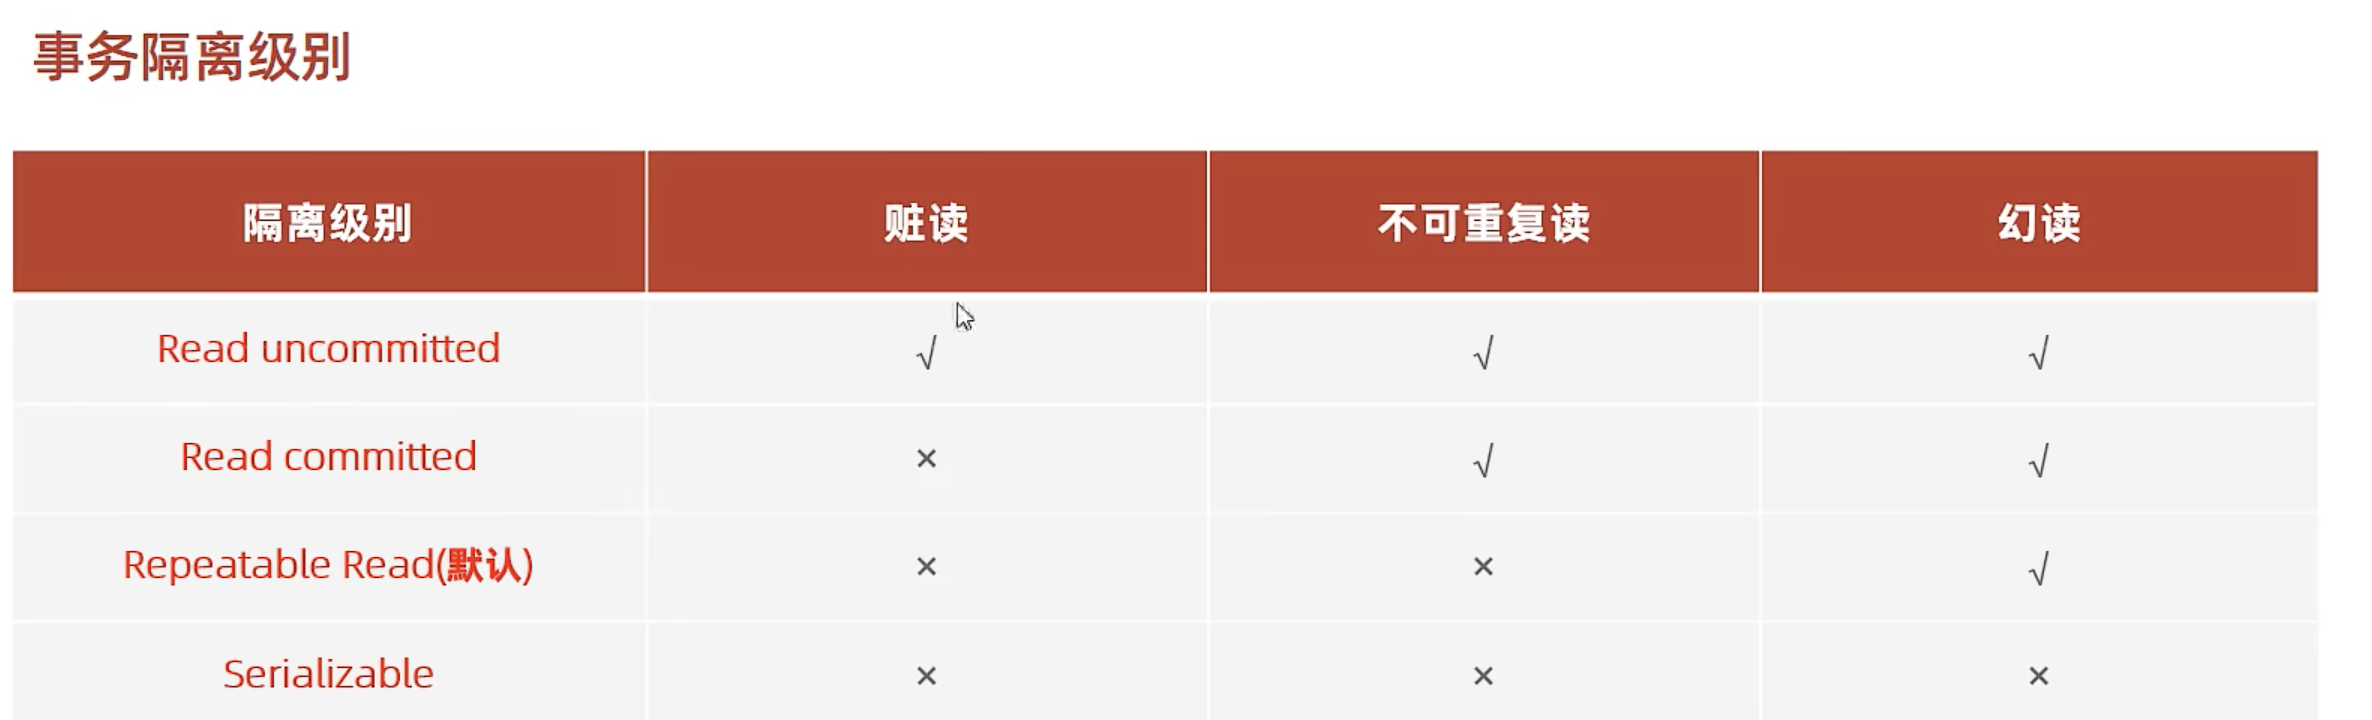 事务隔离级别
隔离级别 脏读 不可重复读 幻读
Read uncommitted √ √ √
Read committed × √ √
Repeatable Read(默认) × × √
Serializable × × ×